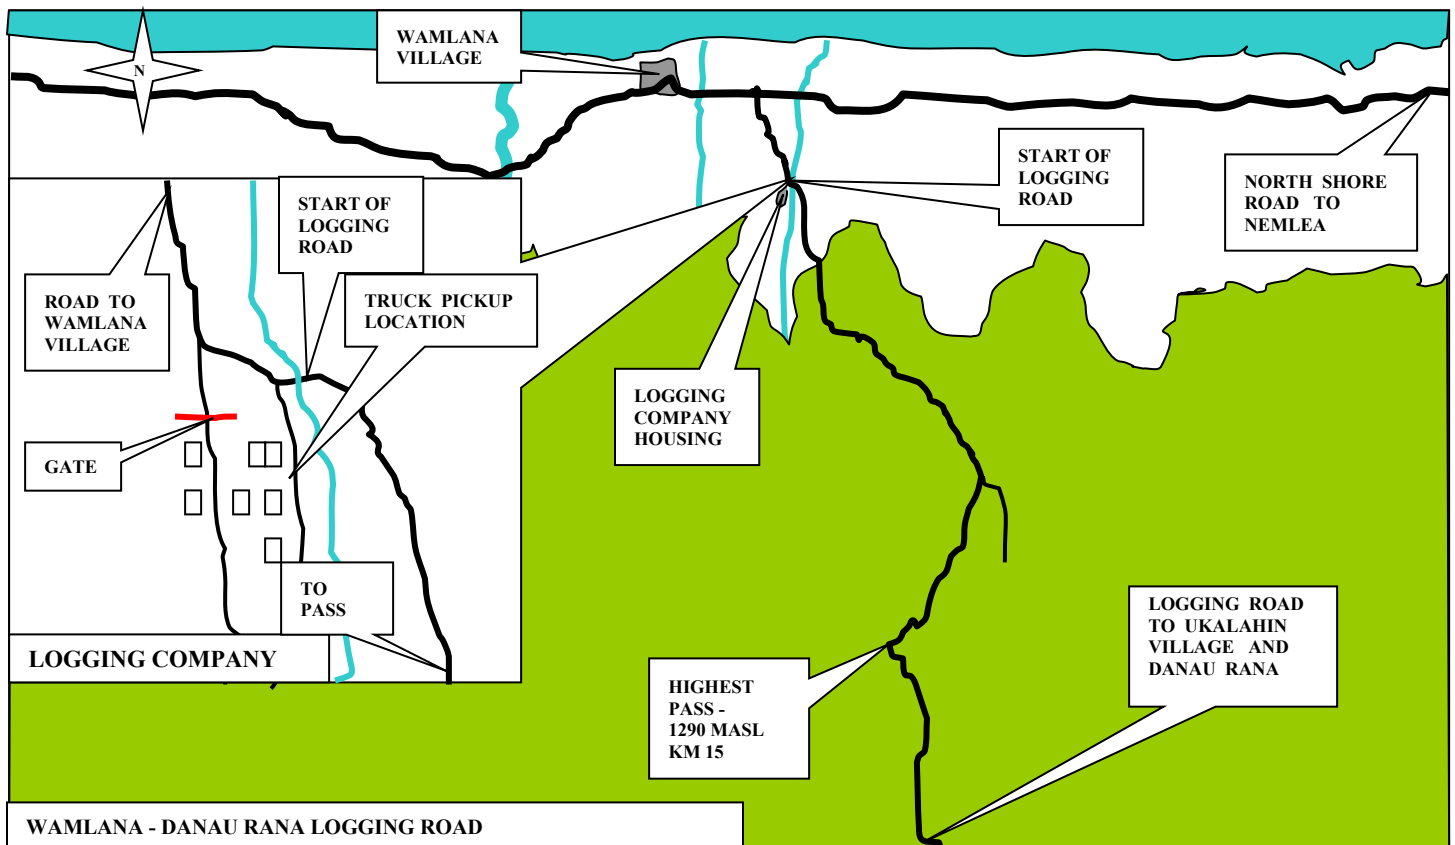 WAMLANA
VILLAGE
N
START OF
LOGGING
ROAD
NORTH SHORE
ROAD TO
NEMLEA
START OF
LOGGING
ROAD
ROAD TO
WAMLANA
VILLAGE
TRUCK PICKUP
LOCATION
GATE
LOGGING
COMPANY
HOUSING
TO
PASS
LOGGING COMPANY
HIGHEST
PASS -
1290 MASL
KM 15
LOGGING ROAD
TO UKALAHIN
VILLAGE AND
DANAU RANA
WAMLANA - DANAU RANA LOGGING ROAD